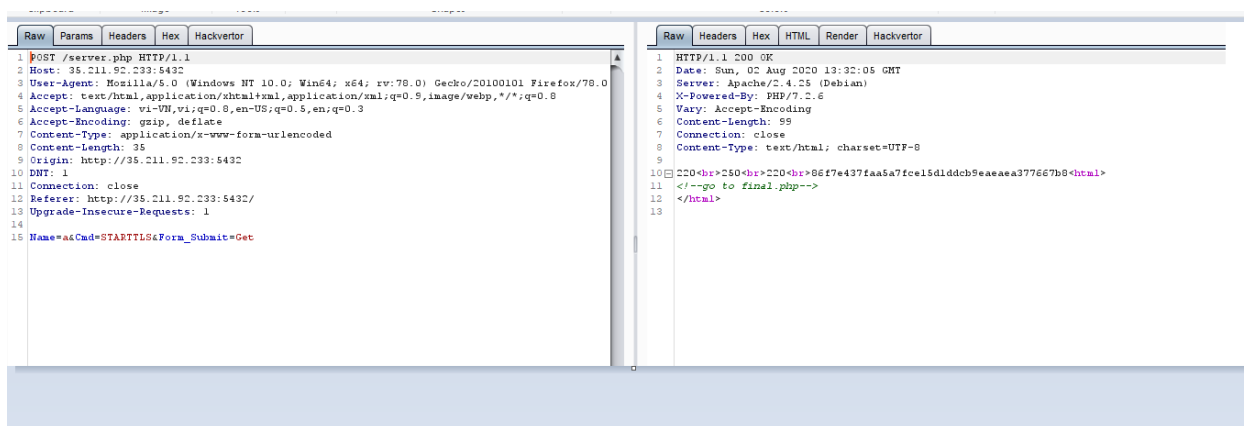 Raw Params Headers Hex Hackvertor
1 POST /server.php HTTP/1.1
2 Host: 35.211.92.233:5432
3 User-Agent: Mozilla/5.0 (Windows NT 10.0; Win64; x64; rv:78.0) Gecko/20100101 Firefox/78.0
4 Accept: text/html,application/xhtml+xml,application/xml;q=0.9,image/webp,*/*;q=0.8
5 Accept-Language: vi-VN,vi;q=0.8,en-US;q=0.5,en;q=0.3
6 Accept-Encoding: gzip, deflate
7 Content-Type: application/x-www-form-urlencoded
8 Content-Length: 35
9 Origin: http://35.211.92.233:5432
10 DNT: 1
11 Connection: close
12 Referer: http://35.211.92.233:5432/
13 Upgrade-Insecure-Requests: 1
14
15 Name=a&Cmd=STARTTLS&Form_Submit=Get
Raw Headers Hex HTML Render Hackvertor
1 HTTP/1.1 200 OK
2 Date: Sun, 02 Aug 2020 13:32:05 GMT
3 Server: Apache/2.4.25 (Debian)
4 X-Powered-By: PHP/7.2.6
5 Vary: Accept-Encoding
6 Content-Length: 99
7 Connection: close
8 Content-Type: text/html; charset=UTF-8
9
10 220<br>250<br>220<br>86f7e437faa5a7fce15d1ddcb9eaeaea377667b8<html>
11 <!--go to final.php-->
12 </html>
13